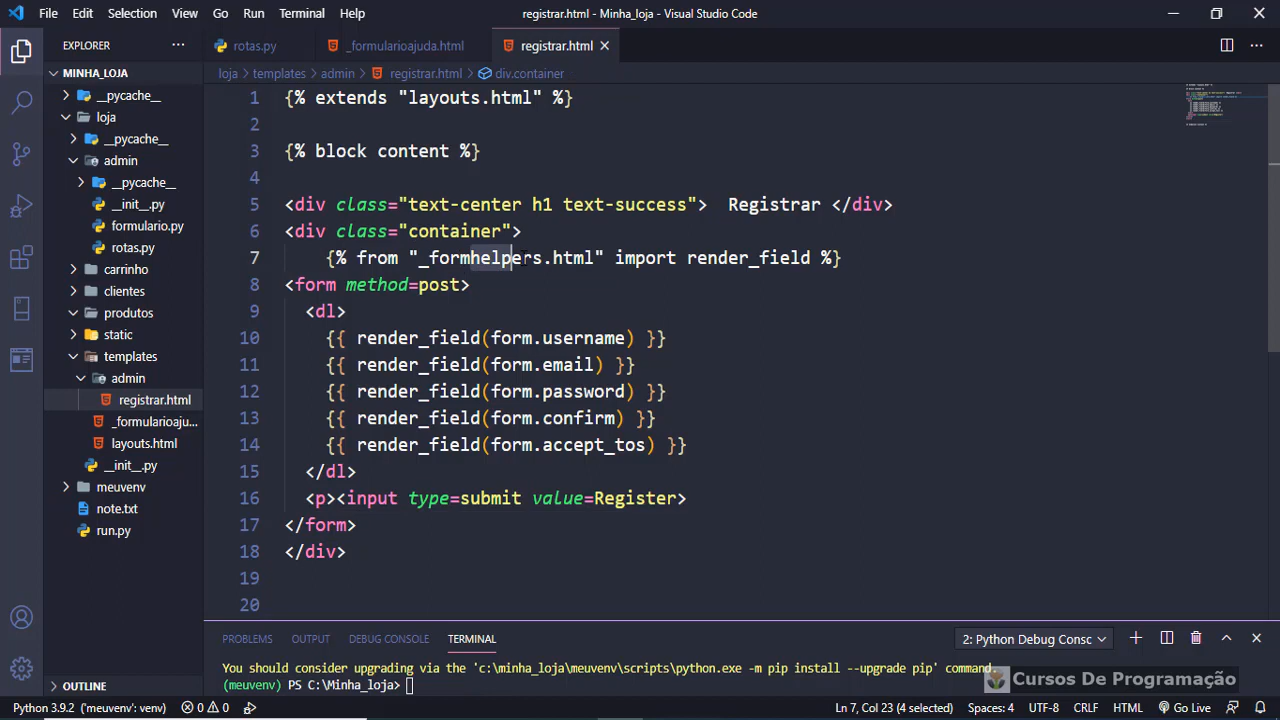 File Edit Selection View Go Run Terminal Help
registrar.html - Minha_loja - Visual Studio Code
EXPLORER
rotas.py
_formularioajuda.html
registrar.html
MINHA_LOJA
loja > templates > admin > registrar.html > div.container
__pycache__
loja
__pycache__
admin
__pycache__
__init__.py
formulario.py
rotas.py
carrinho
clientes
produtos
static
templates
admin
registrar.html
_formularioaju...
layouts.html
__init__.py
meuvenv
note.txt
run.py
OUTLINE
1 {% extends "layouts.html" %}
2
3 {% block content %}
4
5 <div class="text-center h1 text-success">  Registrar </div>
6 <div class="container">
7     {% from "_formhelpers.html" import render_field %}
8 <form method=post>
9   <dl>
10     {{ render_field(form.username) }}
11     {{ render_field(form.email) }}
12     {{ render_field(form.password) }}
13     {{ render_field(form.confirm) }}
14     {{ render_field(form.accept_tos) }}
15   </dl>
16   <p><input type=submit value=Register>
17 </form>
18 </div>
19
20
PROBLEMS OUTPUT DEBUG CONSOLE TERMINAL
2: Python Debug Consc
You should consider upgrading via the 'c:\minha_loja\meuvenv\scripts\python.exe -m pip install --upgrade pip' command.
(meuvenv) PS C:\Minha_loja>
Cursos De Programação
Python 3.9.2 ('meuvenv': venv) 0 0
Ln 7, Col 23 (4 selected) Spaces: 4 UTF-8 CRLF HTML Go Live